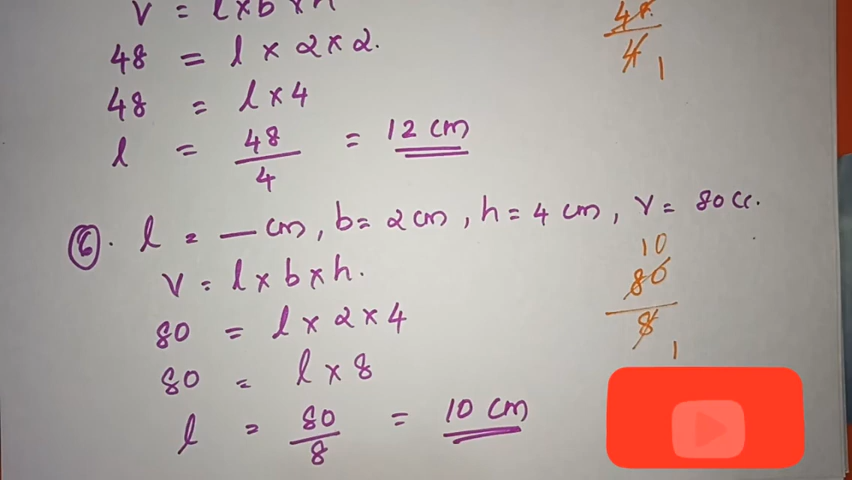 V = l × b × h
48 = l × 2 × 2.
48 = l × 4
l = 48/4 = 12 cm
48/4 1
6. l = — cm, b = 2 cm, h = 4 cm, V = 80 cc.
V = l × b × h.
80 = l × 2 × 4
80 = l × 8
l = 80/8 = 10 cm
10
80/8
1